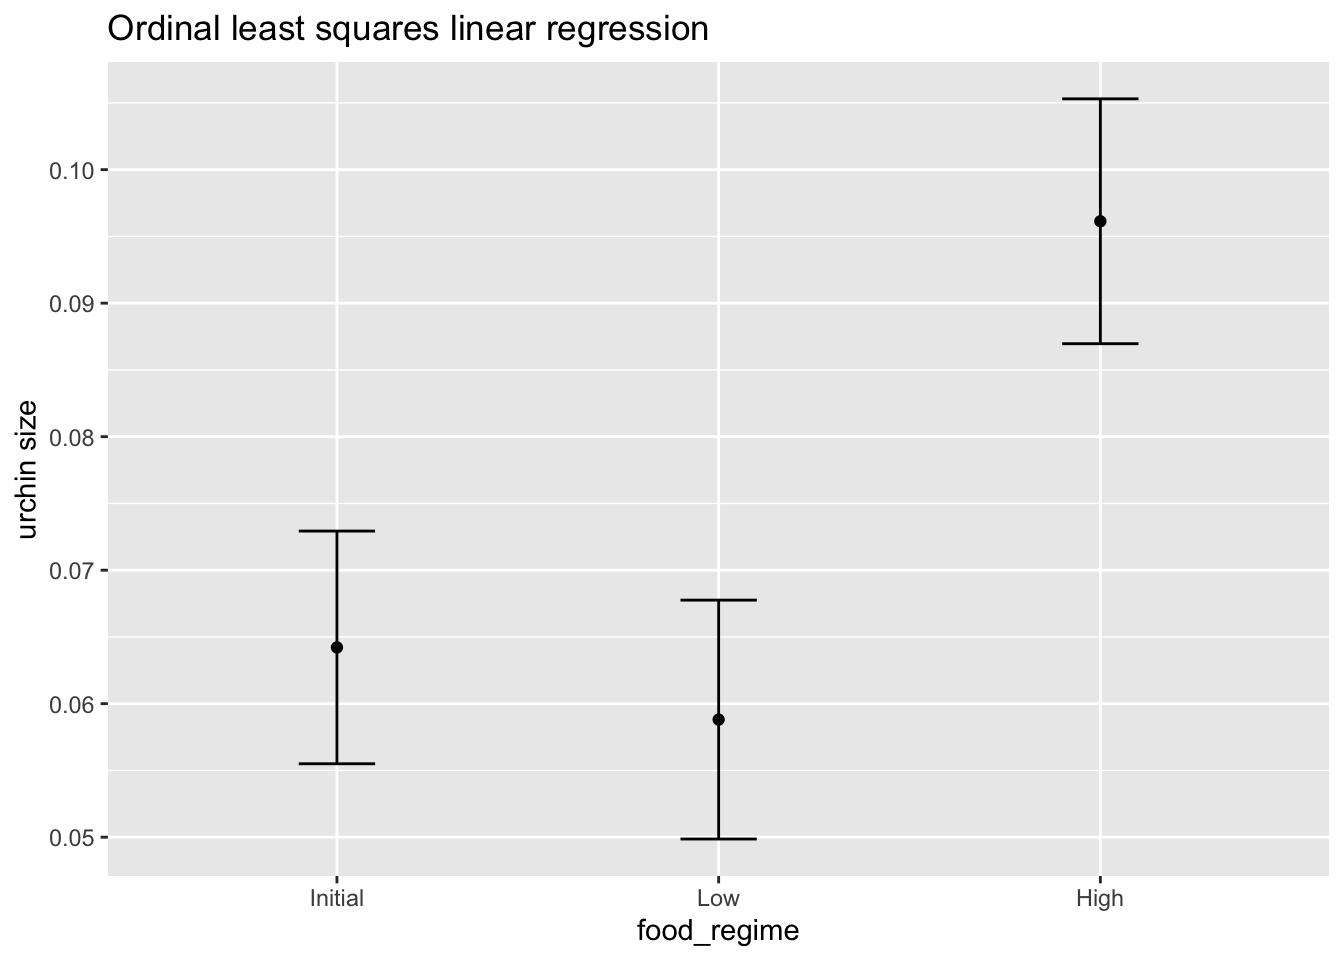 Ordinal least squares linear regression
urchin size
0.10
0.09
0.08
0.07
0.06
0.05
Initial
Low
High
food_regime